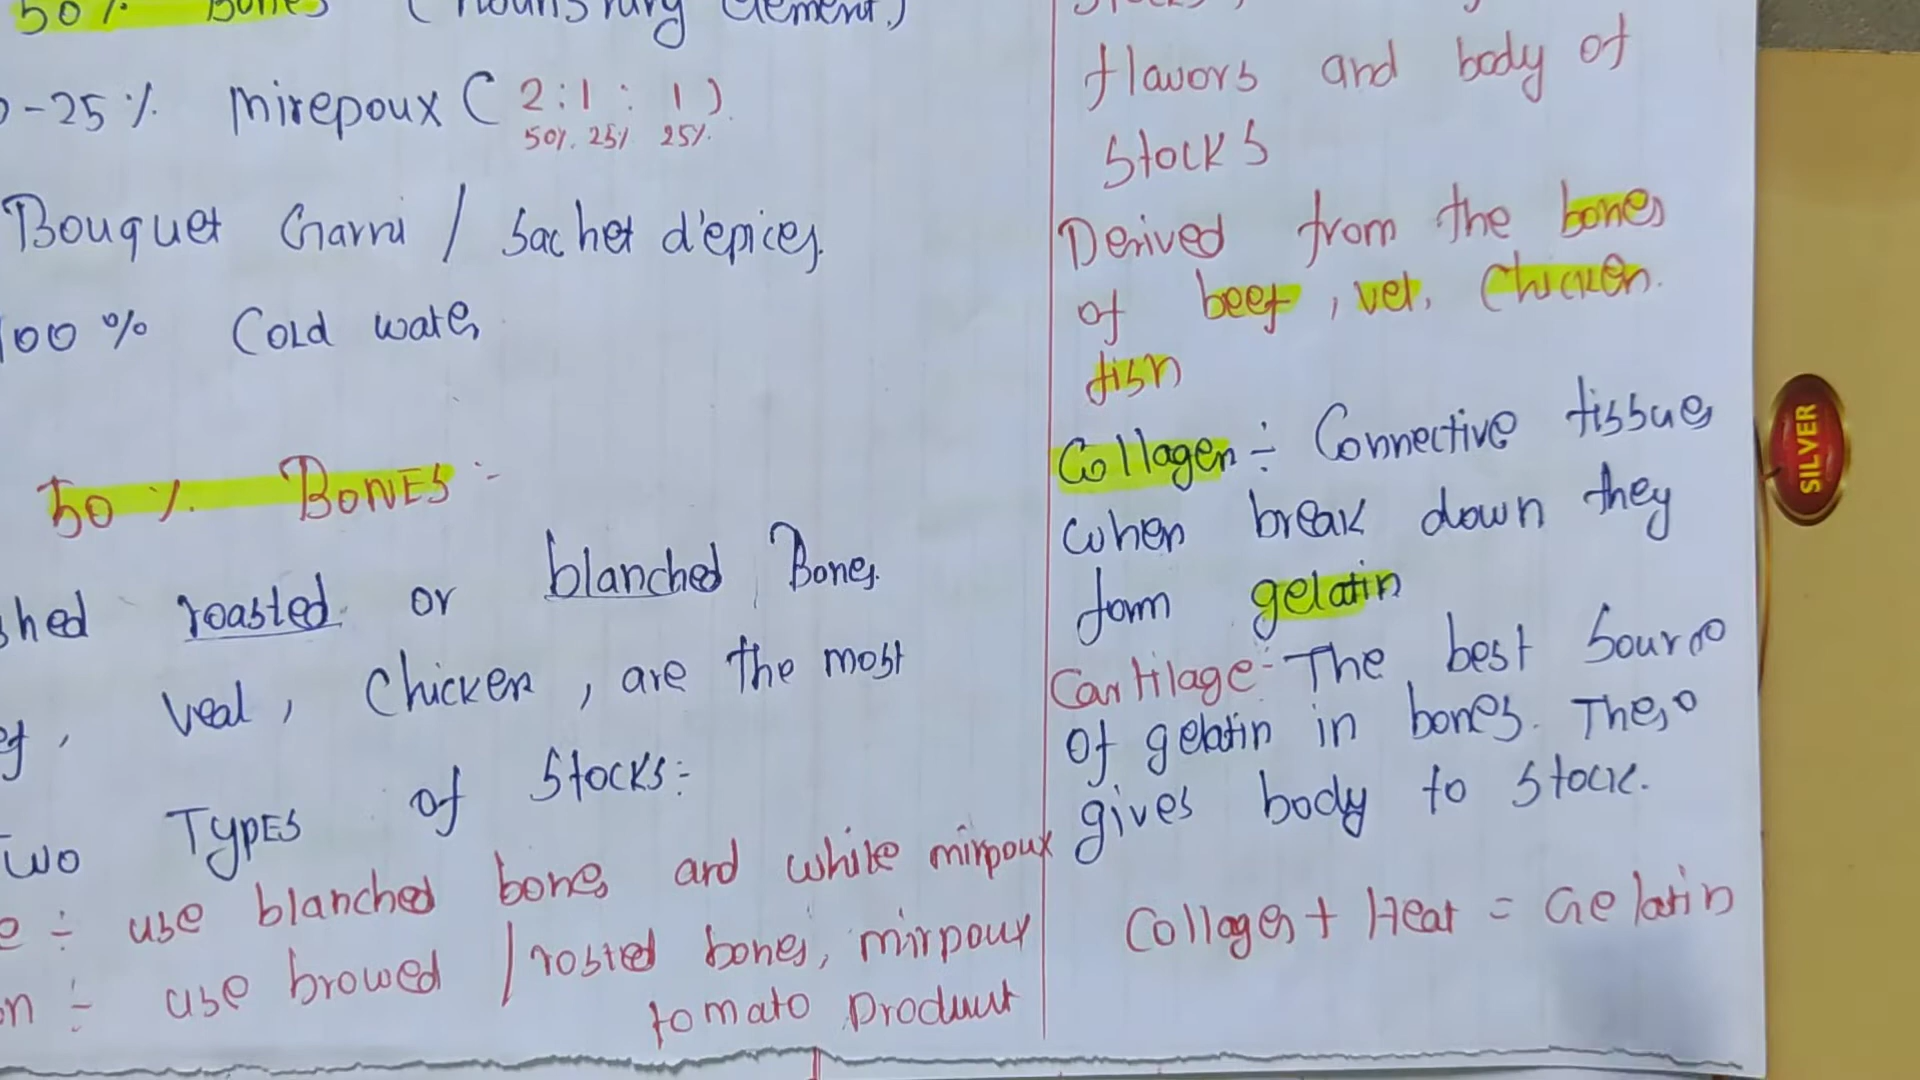 50 %. Bones (Nourishing element.)
-25 %. mirepoux ( 2:1 : 1 ).
50%. 25% 25%.
Bouquet Garni / Sachet d'epices.
100 % Cold water
50 %. BONES :-
shed roasted or blanched Bones.
, Veal, Chicken, are the most
Two Types of Stocks:-
e ÷ use blanched bones and white mirpoux
n ÷ use browed / rosted bones, mirpoux
tomato Product
flavors and body of
Stocks
Derived from the bones
of beef, vel, Chicken.
fish
Collagen ÷ Connective tissues
when break down they
form gelatin
Cartilage:- The best Source
of gelatin in bones. These
gives body to stock.
Collagen + Heat = Gelatin
SILVER